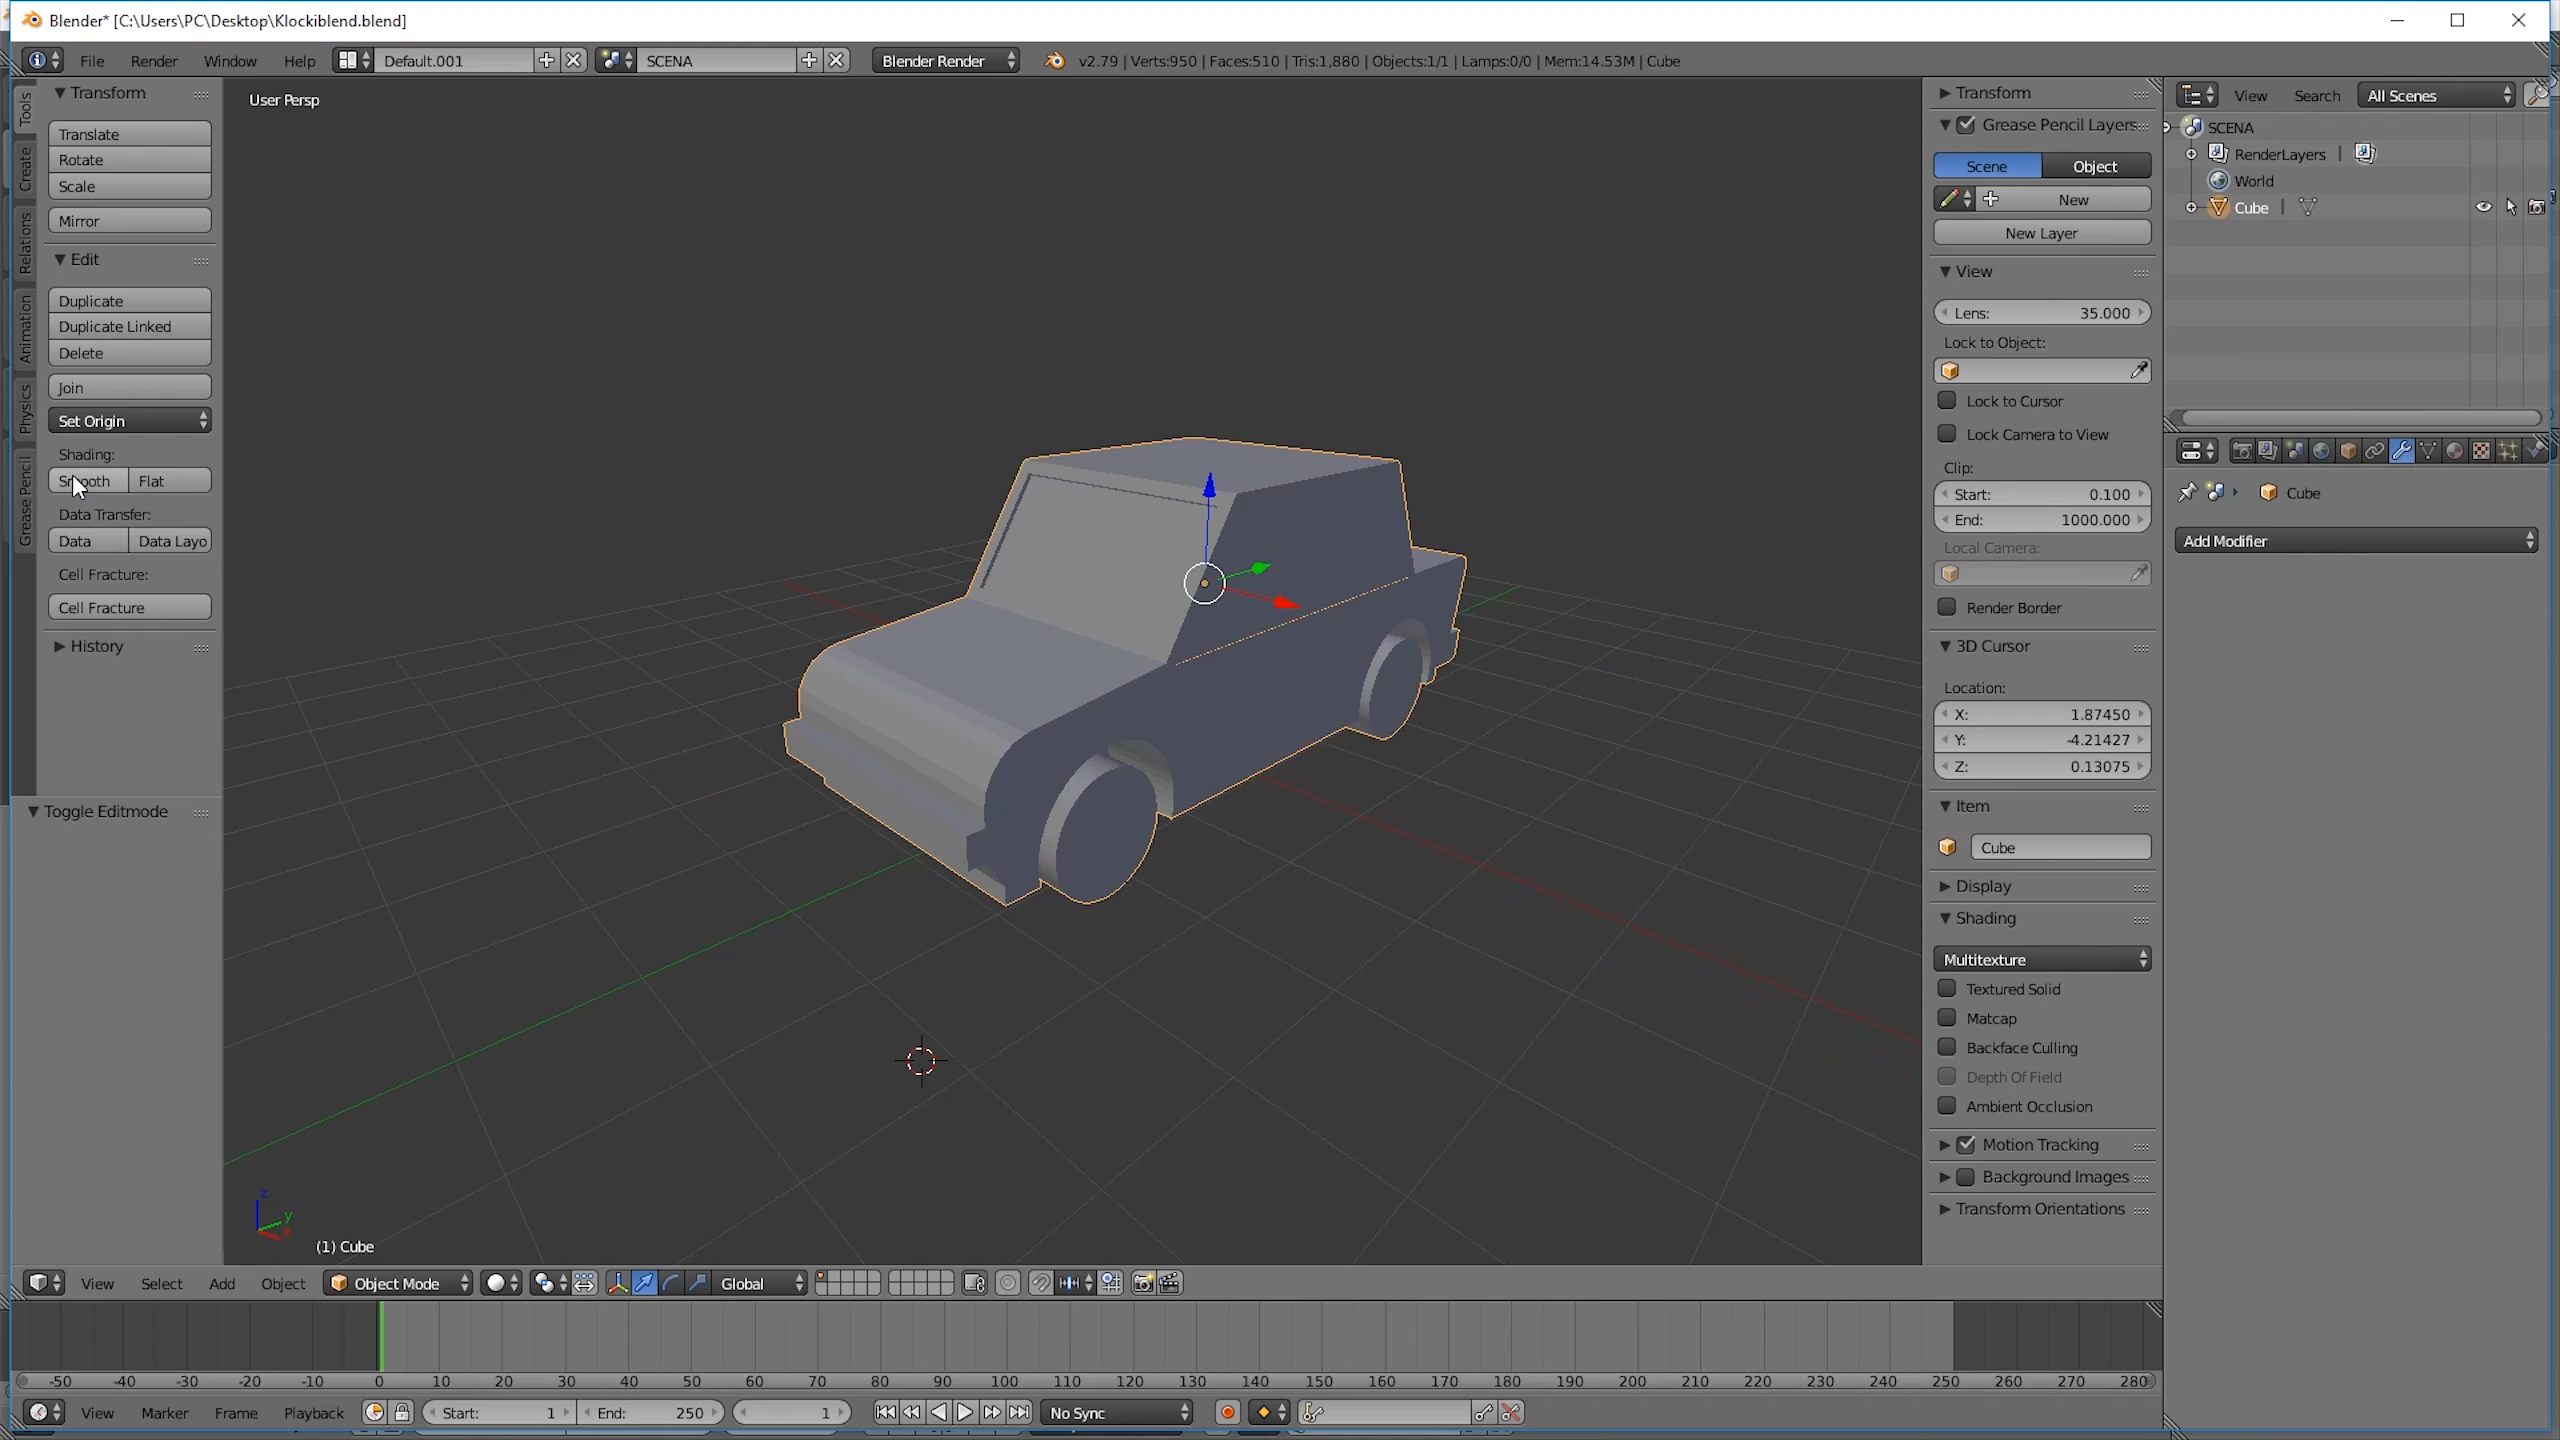 Blender* [C:\Users\PC\Desktop\Klockiblend.blend]
File Render Window Help Default.001 SCENA Blender Render v2.79 | Verts:950 | Faces:510 | Tris:1,880 | Objects:1/1 | Lamps:0/0 | Mem:14.53M | Cube
Tools
Create
Relations
Animation
Physics
Grease Pencil
Transform
Translate
Rotate
Scale
Mirror
Edit
Duplicate
Duplicate Linked
Delete
Join
Set Origin
Shading:
Smooth Flat
Data Transfer:
Data Data Layo
Cell Fracture:
Cell Fracture
History
Toggle Editmode
User Persp
z
y
x
(1) Cube
Transform
Grease Pencil Layers
Scene Object
New
New Layer
View
Lens: 35.000
Lock to Object:
Lock to Cursor
Lock Camera to View
Clip:
Start: 0.100
End: 1000.000
Local Camera:
Render Border
3D Cursor
Location:
X: 1.87450
Y: -4.21427
Z: 0.13075
Item
Cube
Display
Shading
Multitexture
Textured Solid
Matcap
Backface Culling
Depth Of Field
Ambient Occlusion
Motion Tracking
Background Images
Transform Orientations
View Search All Scenes
SCENA
RenderLayers |
World
Cube |
Cube
Add Modifier
View Select Add Object Object Mode Global
-50 -40 -30 -20 -10 0 10 20 30 40 50 60 70 80 90 100 110 120 130 140 150 160 170 180 190 200 210 220 230 240 250 260 270 280
View Marker Frame Playback Start: 1 End: 250 1 No Sync